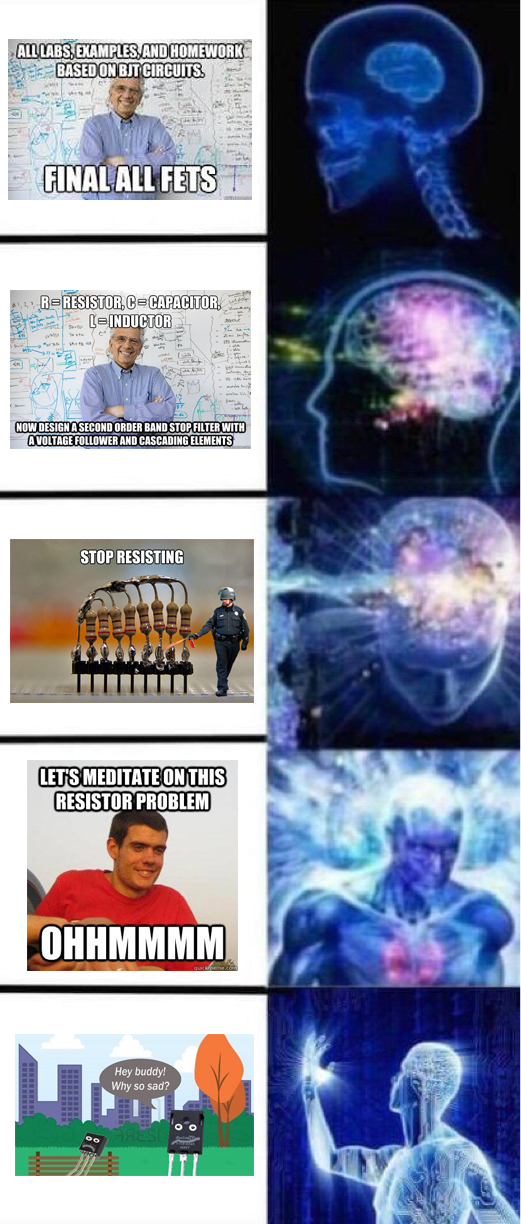 ALL LABS, EXAMPLES, AND HOMEWORK
BASED ON BJT CIRCUITS.
FINAL ALL FETS
R = RESISTOR, C = CAPACITOR,
L = INDUCTOR
NOW DESIGN A SECOND ORDER BAND STOP FILTER WITH
A VOLTAGE FOLLOWER AND CASCADING ELEMENTS
STOP RESISTING
LET'S MEDITATE ON THIS
RESISTOR PROBLEM
OHHMMMM
quickmeme.com
Hey buddy!
Why so sad?